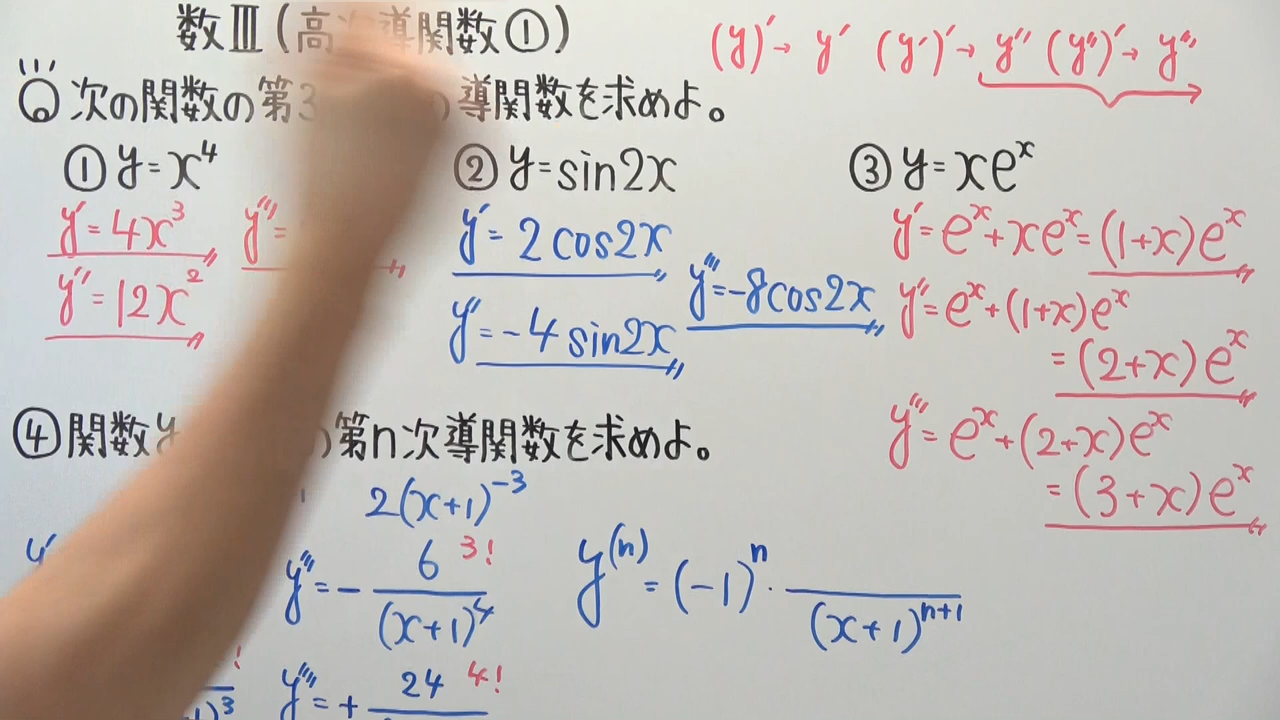 数Ⅲ(高 導関数①)
(y)'→ y' (y')'→ y'' (y'')'→ y'''
次の関数の第3 導関数を求めよ。
① y=x⁴
y'=4x³ y'''=
y''=12x²
② y=sin2x
y'=2cos2x
y''=-4sin2x
y'''=-8cos2x
③ y=xeˣ
y'=eˣ+xeˣ=(1+x)eˣ
y''=eˣ+(1+x)eˣ
=(2+x)eˣ
y'''=eˣ+(2+x)eˣ
=(3+x)eˣ
④関数y の第n次導関数を求めよ。
2(x+1)⁻³
y'''=- 6 3!
(x+1)⁴
y''''=+ 24 4!
y⁽ⁿ⁾=(-1)ⁿ・
(x+1)ⁿ⁺¹